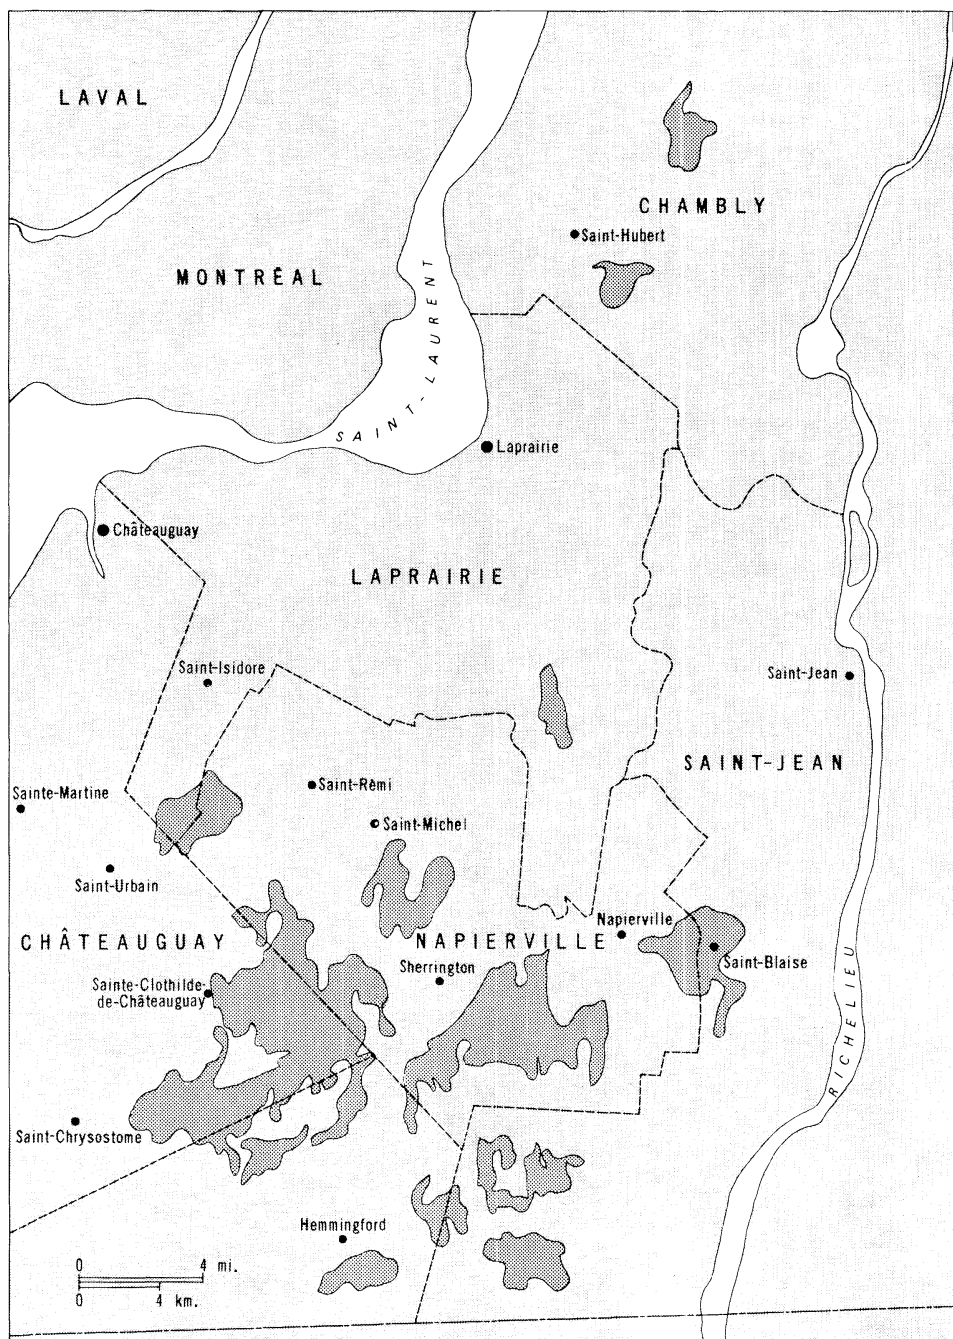 LAVAL
CHAMBLY
Saint-Hubert
MONTRÉAL
SAINT-LAURENT
Laprairie
Châteauguay
LAPRAIRIE
Saint-Isidore
Saint-Jean
SAINT-JEAN
Saint-Rémi
Sainte-Martine
Saint-Michel
Saint-Urbain
Napierville
CHÂTEAUGUAY
NAPIERVILLE
Saint-Blaise
Sherrington
Sainte-Clothilde-
de-Châteauguay
RICHELIEU
Saint-Chrysostome
Hemmingford
0 4 mi.
0 4 km.